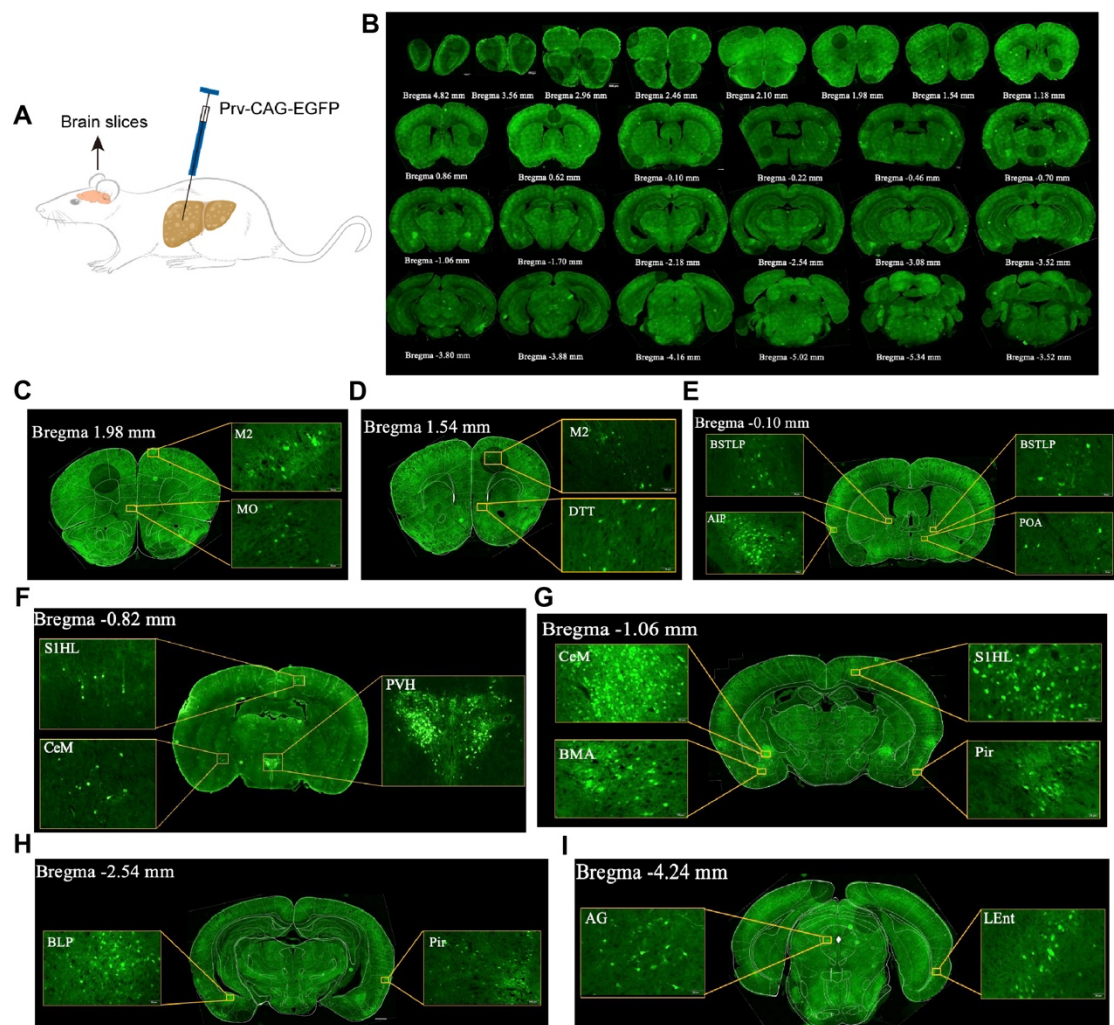 A
Brain slices
Prv-CAG-EGFP
B
Bregma 4.82 mm
Bregma 3.56 mm
Bregma 2.96 mm
Bregma 2.46 mm
Bregma 2.10 mm
Bregma 1.98 mm
Bregma 1.54 mm
Bregma 1.18 mm
Bregma 0.86 mm
Bregma 0.62 mm
Bregma -0.10 mm
Bregma -0.22 mm
Bregma -0.46 mm
Bregma -0.70 mm
Bregma -1.06 mm
Bregma -1.70 mm
Bregma -2.18 mm
Bregma -2.54 mm
Bregma -3.08 mm
Bregma -3.52 mm
Bregma -3.80 mm
Bregma -3.88 mm
Bregma -4.16 mm
Bregma -5.02 mm
Bregma -5.34 mm
Bregma -3.52 mm
C
Bregma 1.98 mm
M2
MO
D
Bregma 1.54 mm
M2
DTT
E
Bregma -0.10 mm
BSTLP
BSTLP
AIP
POA
F
Bregma -0.82 mm
S1HL
PVH
CeM
G
Bregma -1.06 mm
CeM
S1HL
BMA
Pir
H
Bregma -2.54 mm
BLP
Pir
I
Bregma -4.24 mm
AG
LEnt